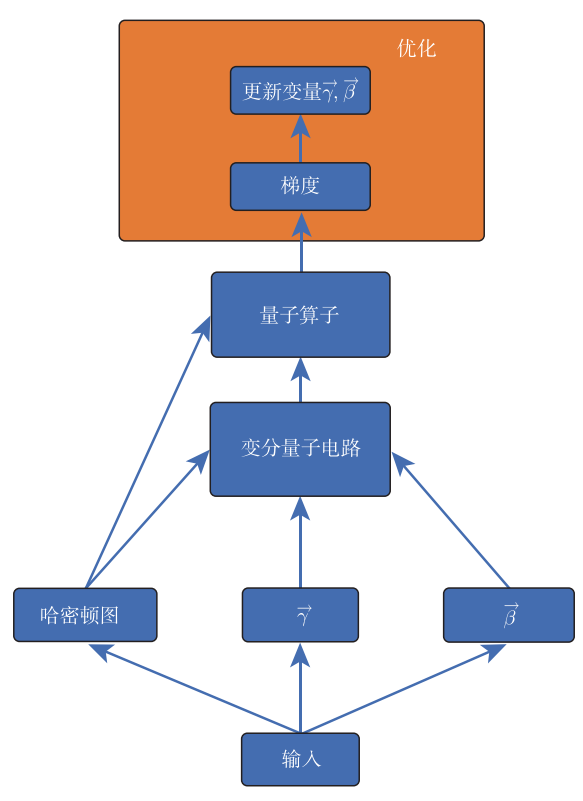 优化
更新变量$\vec{\gamma}, \vec{\beta}$
梯度
量子算子
变分量子电路
哈密顿图
$\vec{\gamma}$
$\vec{\beta}$
输入